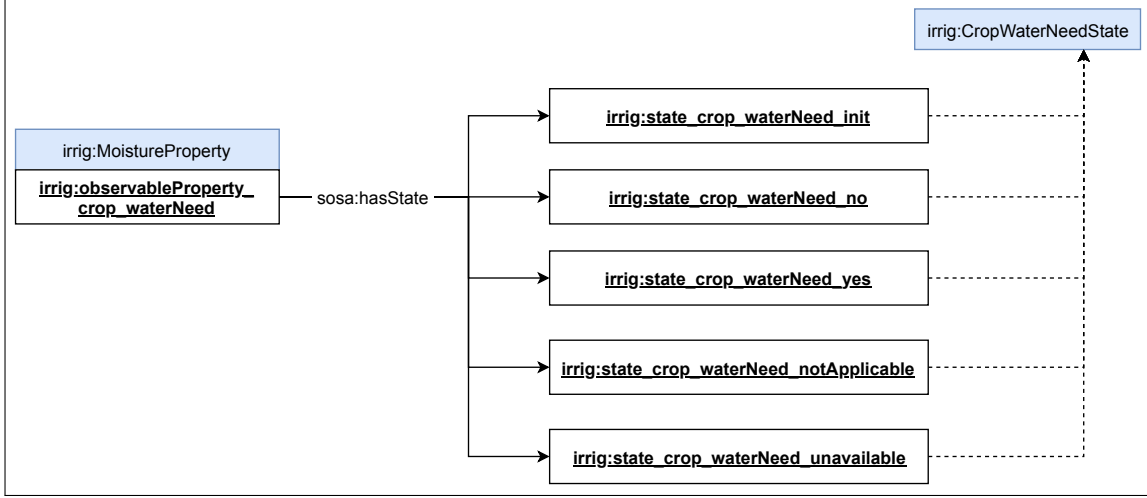 irrig:CropWaterNeedState
irrig:state_crop_waterNeed_init
irrig:MoistureProperty
irrig:observableProperty_
crop_waterNeed
sosa:hasState
irrig:state_crop_waterNeed_no
irrig:state_crop_waterNeed_yes
irrig:state_crop_waterNeed_notApplicable
irrig:state_crop_waterNeed_unavailable